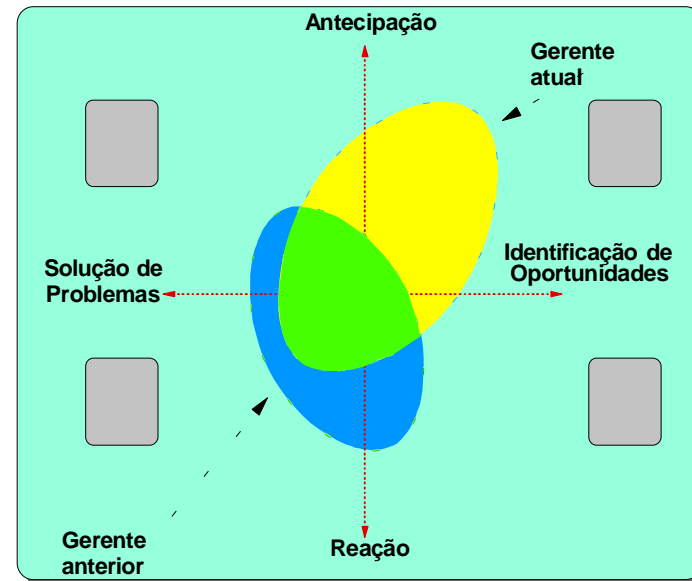 Antecipação
Gerente
atual
Solução de
Problemas
Identificação de
Oportunidades
Gerente
anterior
Reação